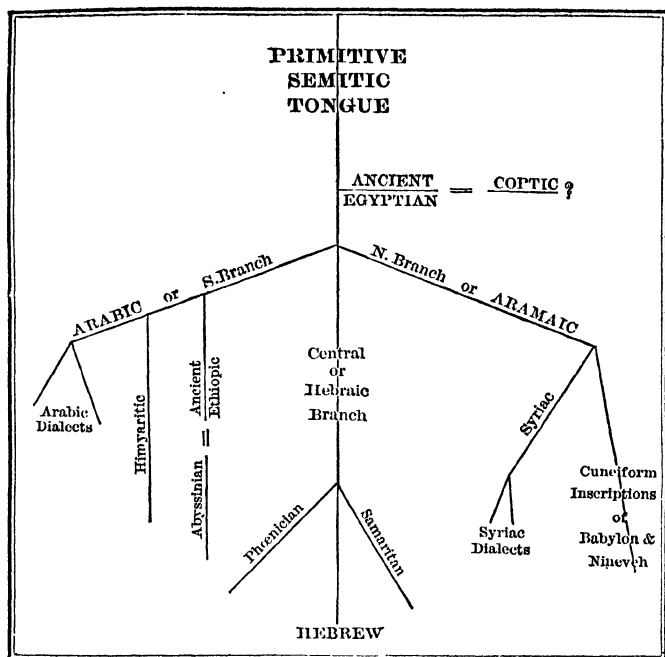 PRIMITIVE
SEMITIC
TONGUE
ANCIENT
EGYPTIAN = COPTIC ?
ARABIC or S. Branch
N. Branch or ARAMAIC
Arabic
Dialects
Himyaritic
Abyssinian = Ancient
Ethiopic
Central
or
Hebraic
Branch
Phœnician
Samaritan
HEBREW
Syriac
Syriac
Dialects
Cuneiform
Inscriptions
of
Babylon &
Nineveh